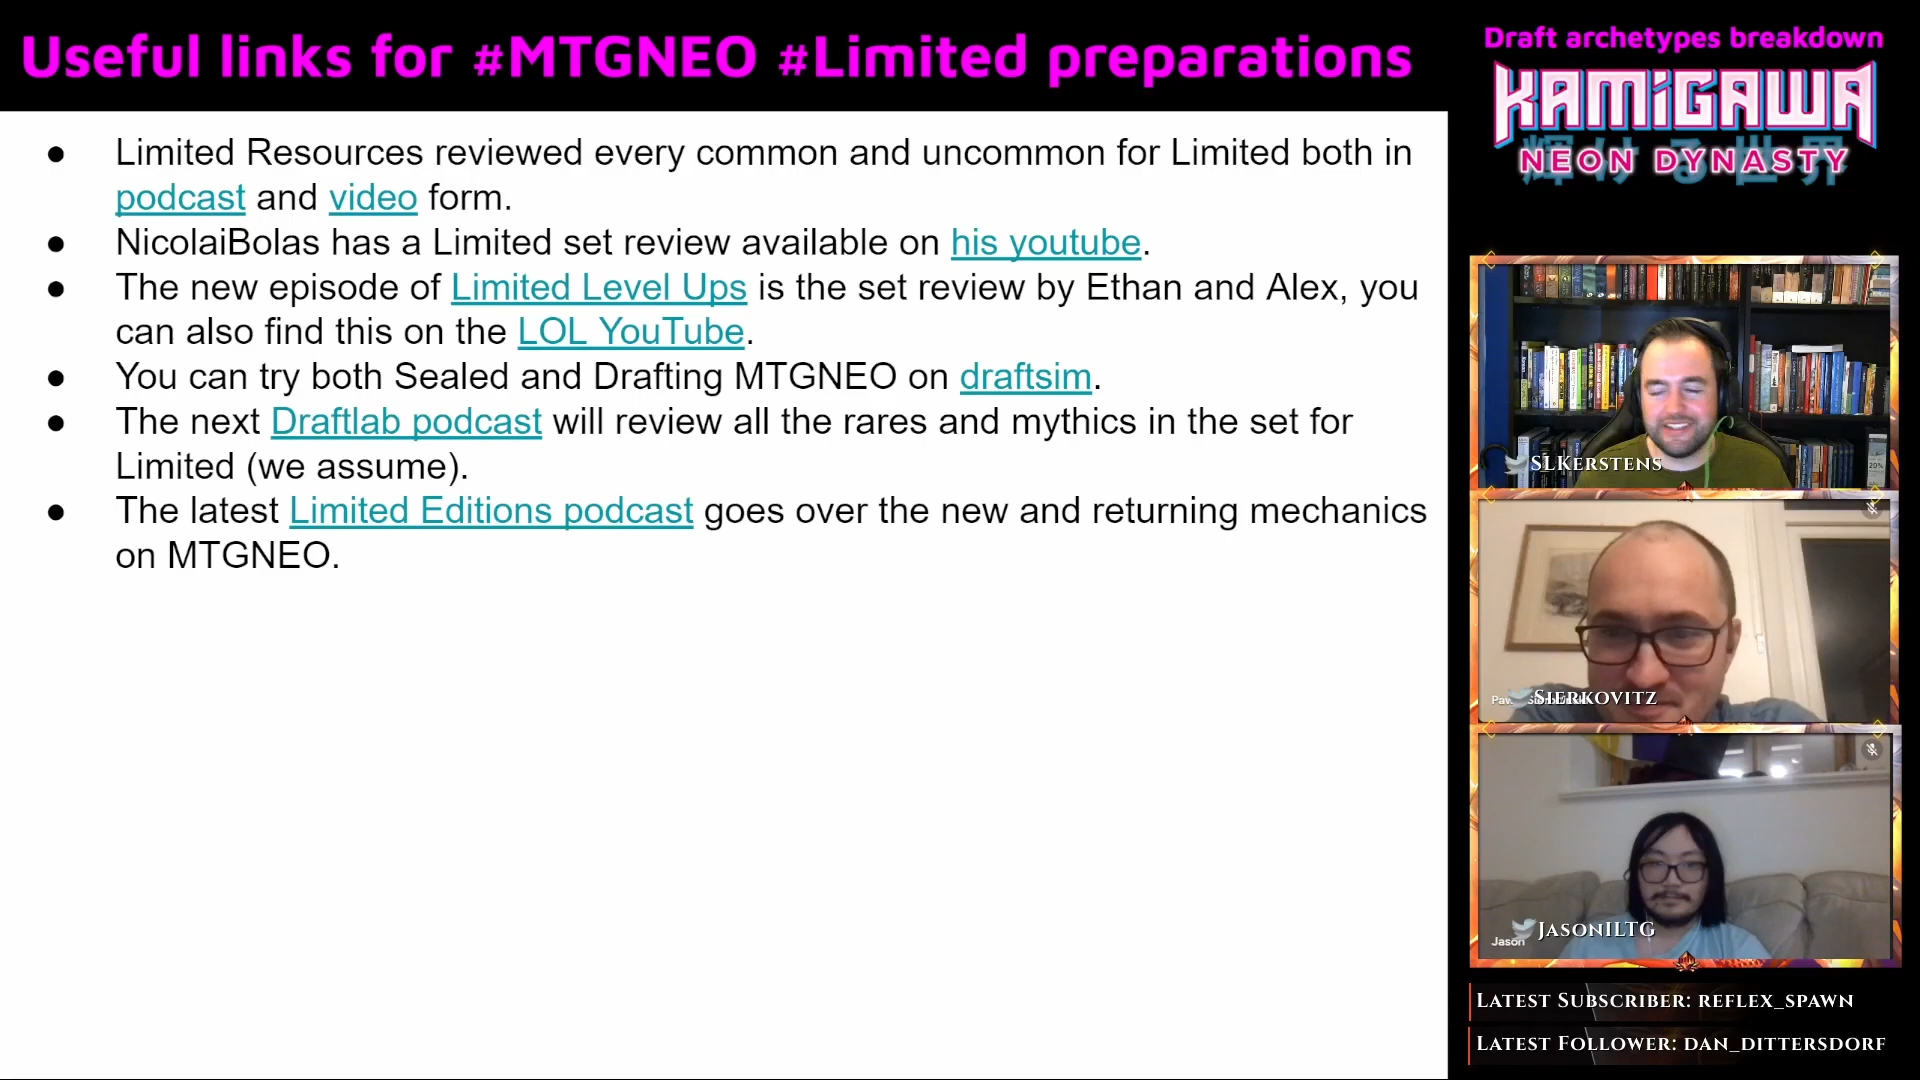 Useful links for #MTGNEO #Limited preparations
● Limited Resources reviewed every common and uncommon for Limited both in
podcast and video form.
● NicolaiBolas has a Limited set review available on his youtube.
● The new episode of Limited Level Ups is the set review by Ethan and Alex, you
can also find this on the LOL YouTube.
● You can try both Sealed and Drafting MTGNEO on draftsim.
● The next Draftlab podcast will review all the rares and mythics in the set for
Limited (we assume).
● The latest Limited Editions podcast goes over the new and returning mechanics
on MTGNEO.
Draft archetypes breakdown
KAMIGAWA
輝ける世界
NEON DYNASTY
SLKERSTENS
SIERKOVITZ
JASONILTG
Jason
LATEST SUBSCRIBER: REFLEX_SPAWN
LATEST FOLLOWER: DAN_DITTERSDORF